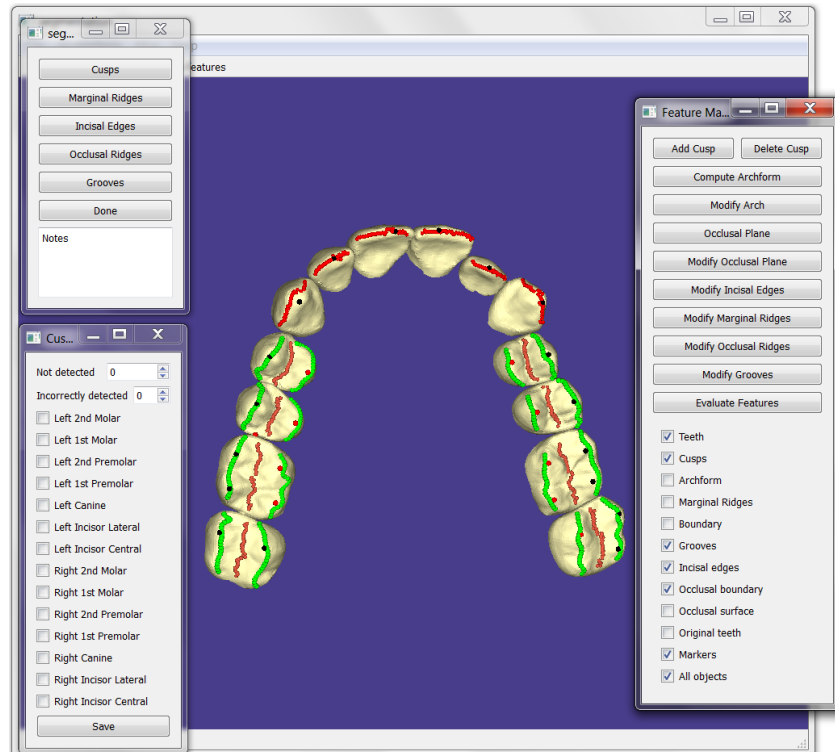 seg...
Cusps
Marginal Ridges
Incisal Edges
Occlusal Ridges
Grooves
Done
Notes
eatures
Cus...
Not detected 0
Incorrectly detected 0
Left 2nd Molar
Left 1st Molar
Left 2nd Premolar
Left 1st Premolar
Left Canine
Left Incisor Lateral
Left Incisor Central
Right 2nd Molar
Right 1st Molar
Right 2nd Premolar
Right 1st Premolar
Right Canine
Right Incisor Lateral
Right Incisor Central
Save
Feature Ma...
Add Cusp Delete Cusp
Compute Archform
Modify Arch
Occlusal Plane
Modify Occlusal Plane
Modify Incisal Edges
Modify Marginal Ridges
Modify Occlusal Ridges
Modify Grooves
Evaluate Features
Teeth
Cusps
Archform
Marginal Ridges
Boundary
Grooves
Incisal edges
Occlusal boundary
Occlusal surface
Original teeth
Markers
All objects